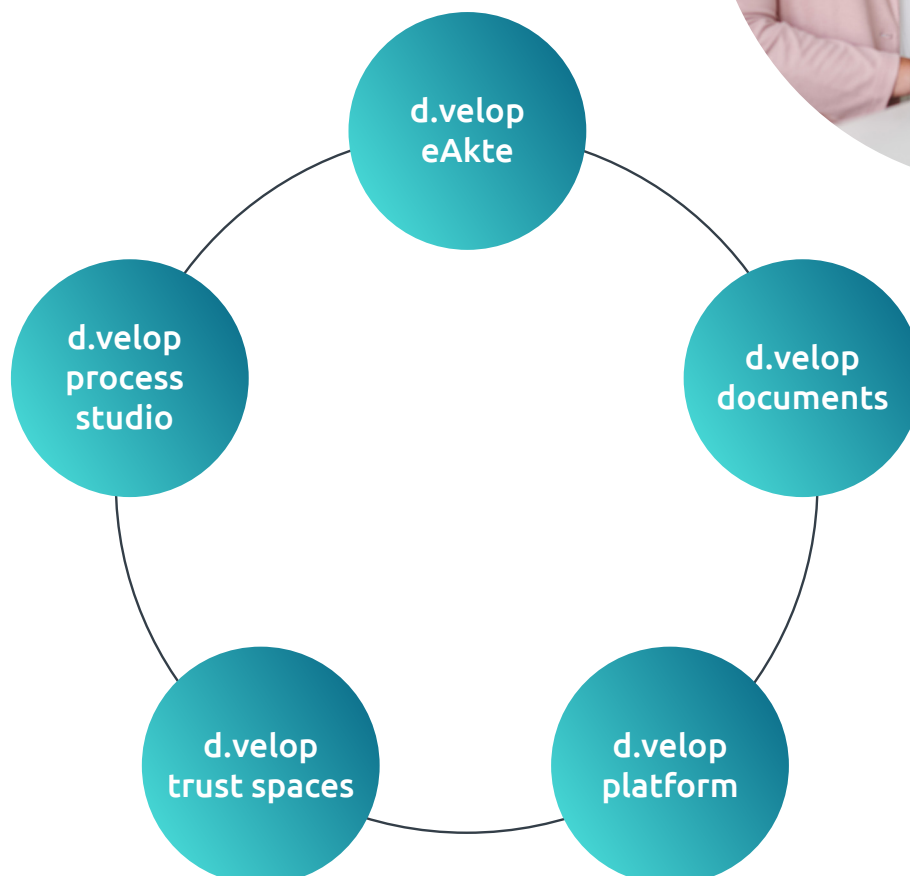 d.velop
eAkte
d.velop
process
studio
d.velop
documents
d.velop
trust spaces
d.velop
platform